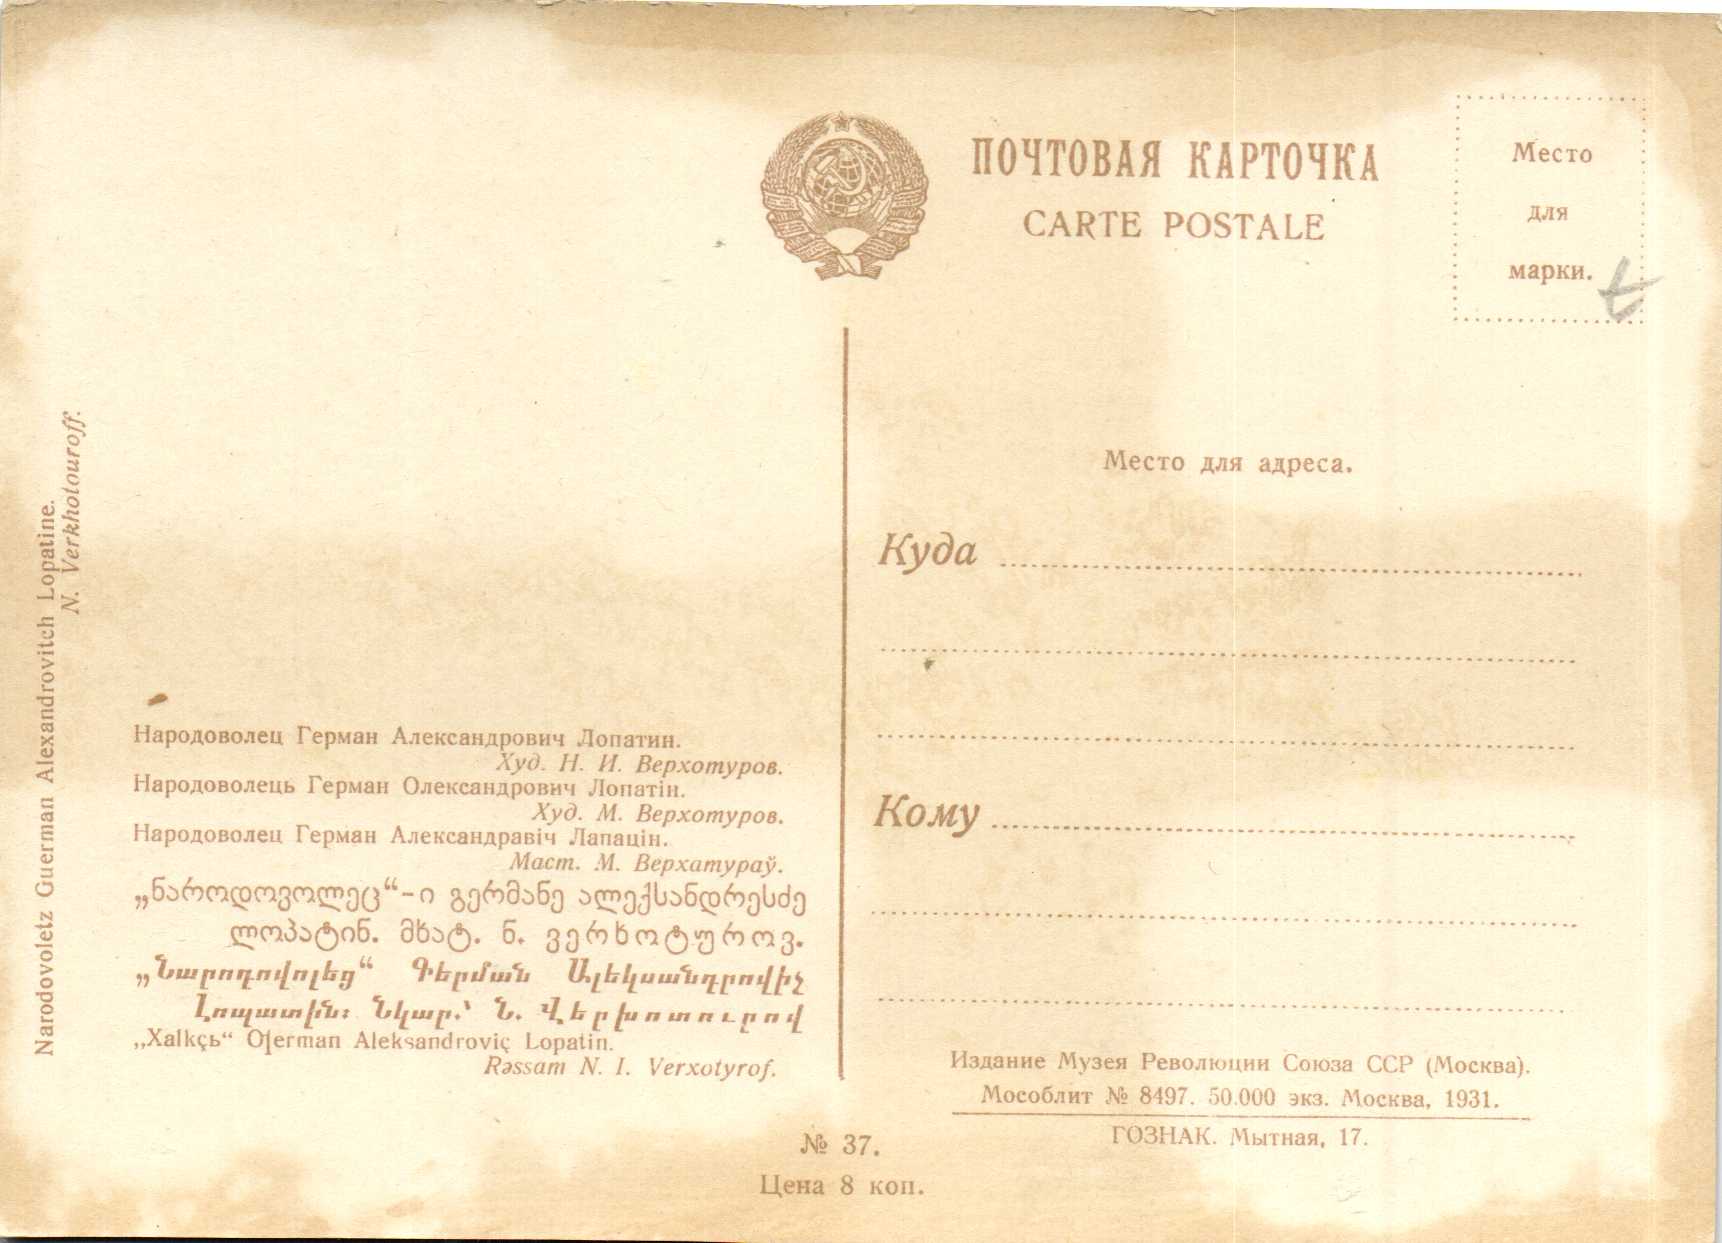 ПОЧТОВАЯ КАРТОЧКА
CARTE POSTALE
Место
для
марки.
Narodovoletz Guerman Alexandrovitch Lopatine.
N. Verkhotouroff.
Место для адреса.
Куда
Кому
Народоволец Герман Александрович Лопатин.
Худ. Н. И. Верхотуров.
Народоволець Герман Олександрович Лопатін.
Худ. М. Верхотуров.
Народоволец Герман Александравіч Лапацін.
Маст. М. Верхатураў.
„ნაროდოვოლეც“-ი გერმანე ალექსანდრესძე
ლოპატინ. მხატ. ნ. ვერხოტუროვ.
„Նարոդովոլեց“ Գերման Ալեկսանդրովիչ
Լոպատին։ Նկար.՝ Ն. Վերխոտուրով
„Xalkçь“ Ƣerman Aleksandroviç Lopatin.
Rəssam N. I. Verxotyrof.
Издание Музея Революции Союза ССР (Москва).
Мособлит № 8497. 50.000 экз. Москва, 1931.
ГОЗНАК. Мытная, 17.
№ 37.
Цена 8 коп.